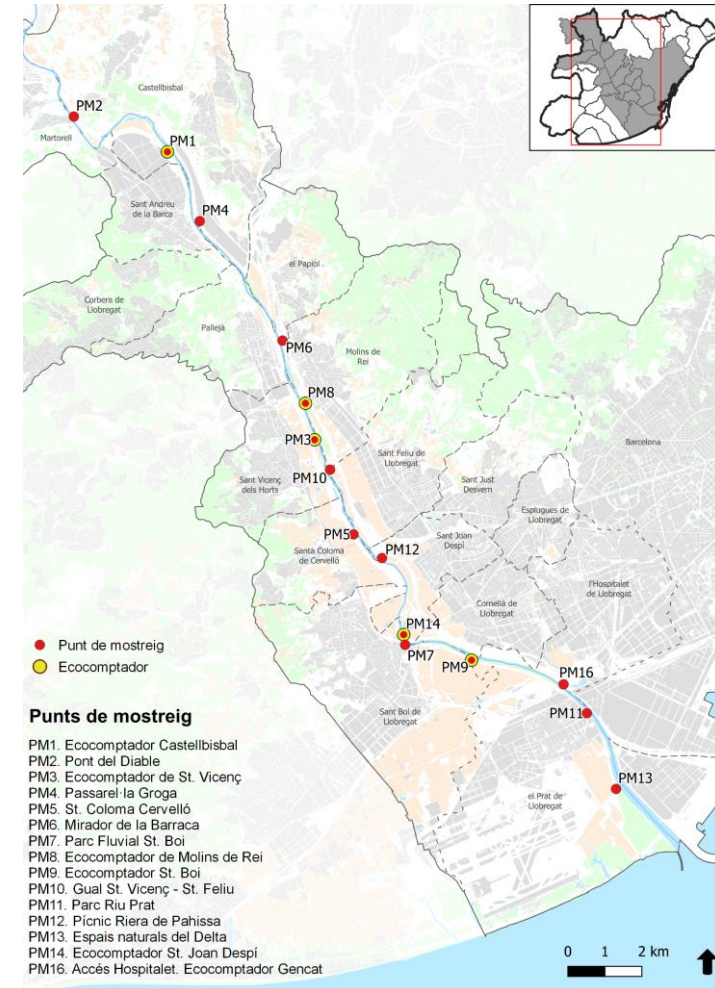 Castellbisbal
PM2
Martorell
PM1
Sant Andreu
de la Barca
PM4
el Papiol
Corbera de
Llobregat
Pallejà
PM6
Molins de
Rei
PM8
Barcelona
PM3
Sant Feliu de
Llobregat
PM10
Sant Vicenç
dels Horts
Sant Just
Desvern
Esplugues de
Llobregat
PM5
Sant Joan
Despí
PM12
Santa Coloma
de Cervelló
l'Hospitalet
de Llobregat
Cornellà de
Llobregat
PM14
PM7
PM9
PM16
Sant Boi de
Llobregat
PM11
PM13
el Prat de
Llobregat
Punt de mostreig
Ecocomptador
Punts de mostreig
PM1. Ecocomptador Castellbisbal
PM2. Pont del Diable
PM3. Ecocomptador de St. Vicenç
PM4. Passarel·la Groga
PM5. St. Coloma Cervelló
PM6. Mirador de la Barraca
PM7. Parc Fluvial St. Boi
PM8. Ecocomptador de Molins de Rei
PM9. Ecocomptador St. Boi
PM10. Gual St. Vicenç - St. Feliu
PM11. Parc Riu Prat
PM12. Pícnic Riera de Pahissa
PM13. Espais naturals del Delta
PM14. Ecocomptador St. Joan Despí
PM16. Accés Hospitalet. Ecocomptador Gencat
0 1 2 km